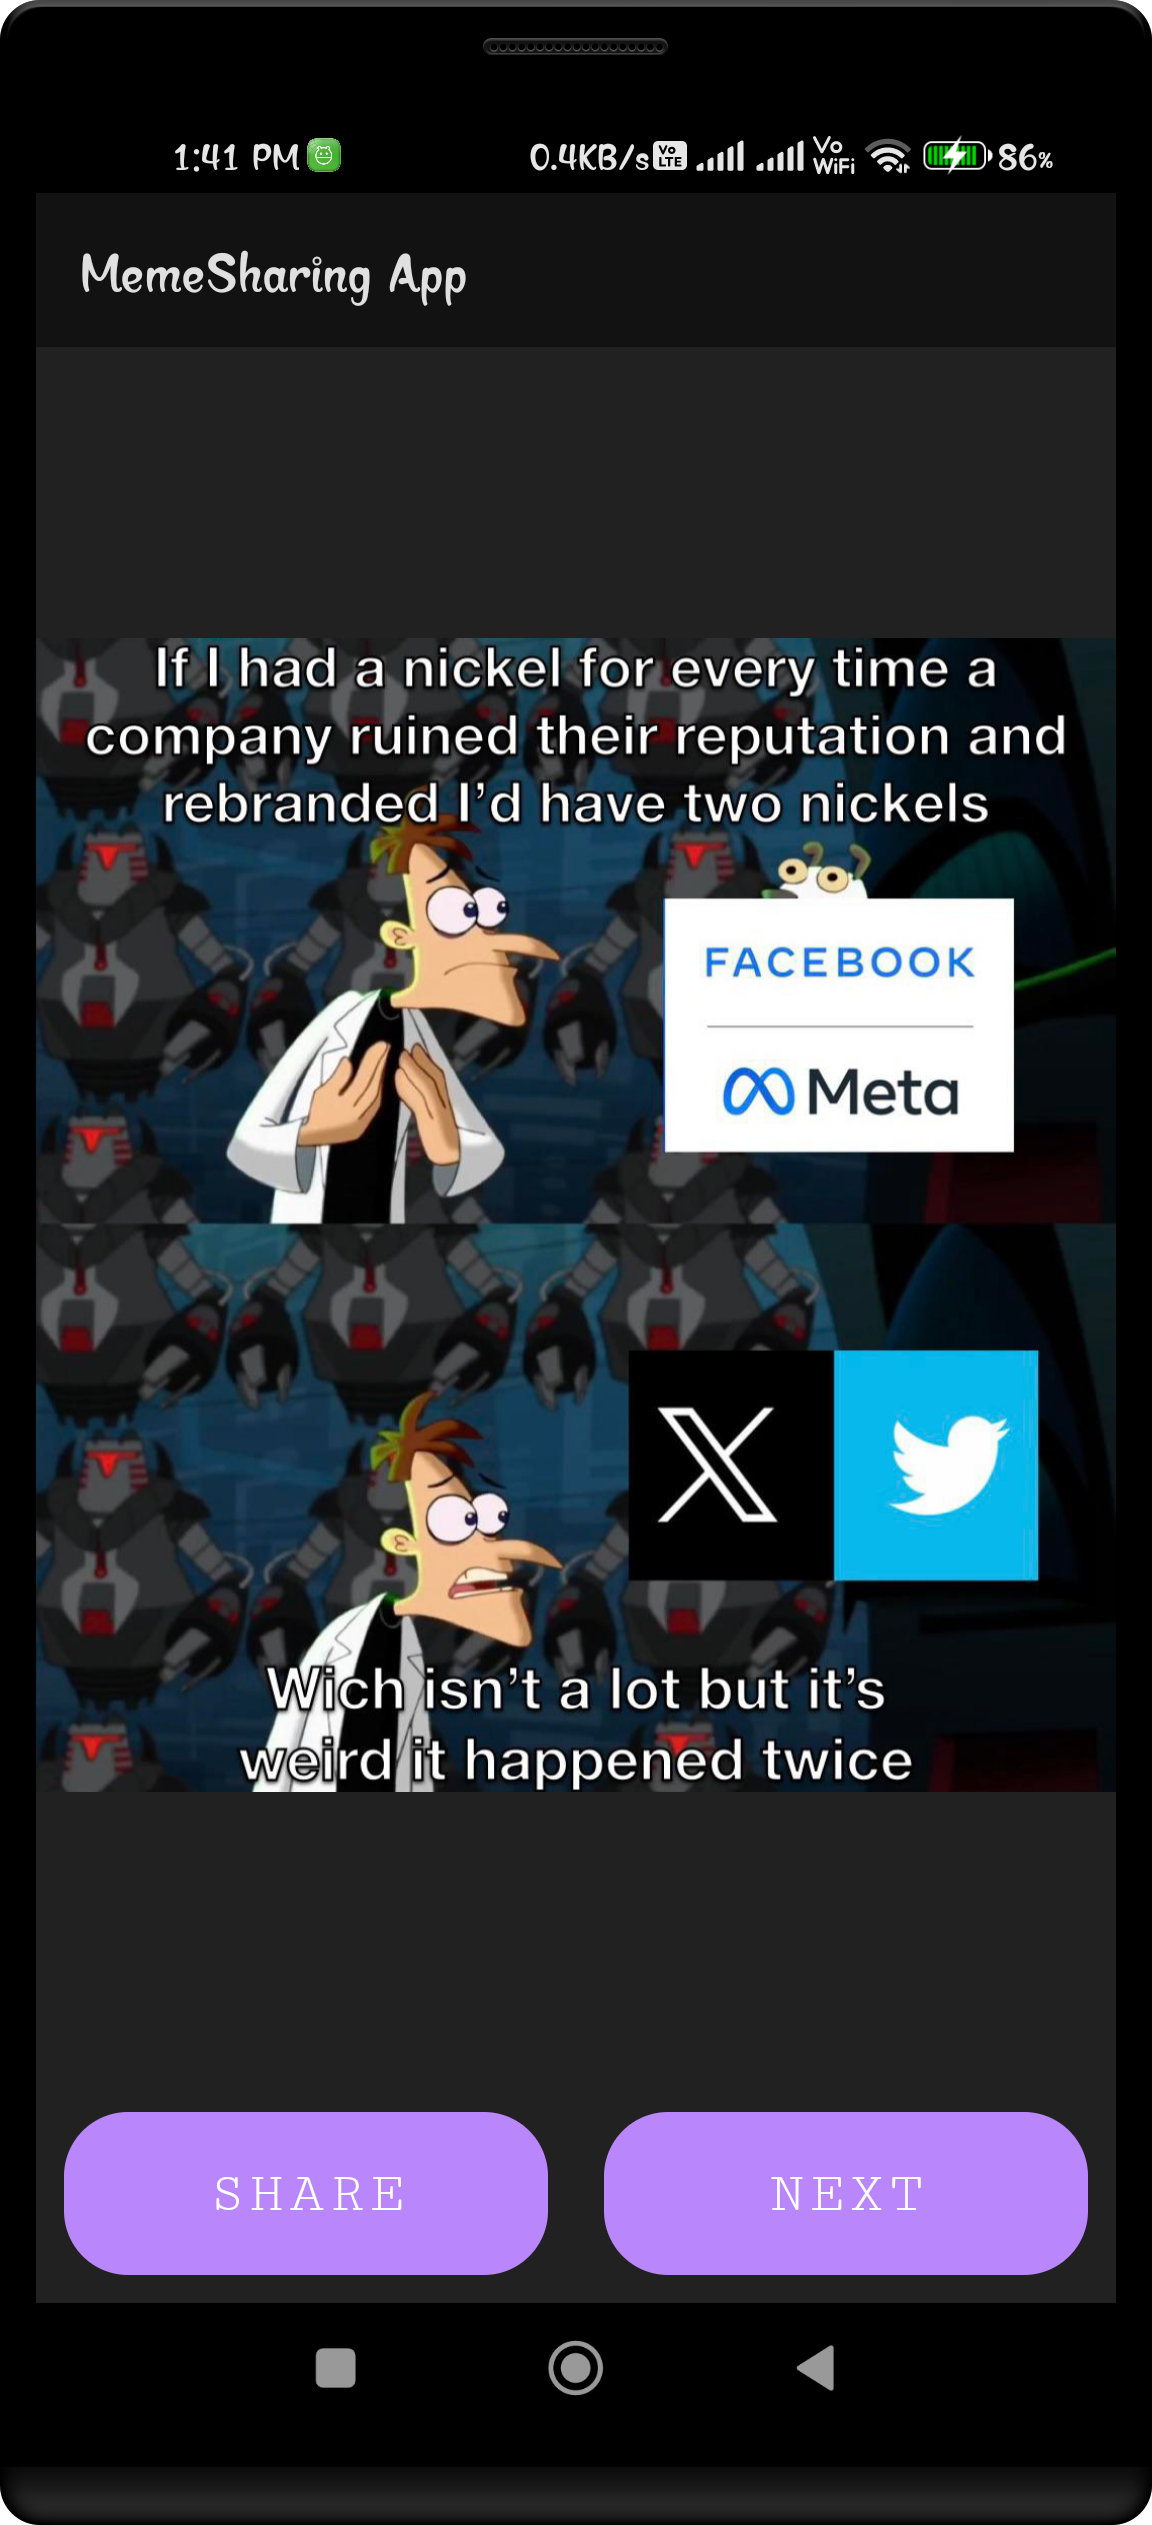 1:41 PM 0.4KB/s Vo LTE Vo WiFi 86%
MemeSharing App
If I had a nickel for every time a
company ruined their reputation and
rebranded I'd have two nickels
FACEBOOK
Meta
Wich isn't a lot but it's
weird it happened twice
SHARE NEXT